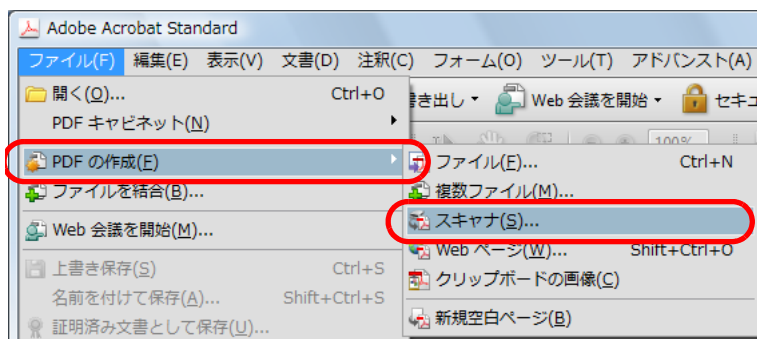 Adobe Acrobat Standard
ファイル(F) 編集(E) 表示(V) 文書(D) 注釈(C) フォーム(O) ツール(T) アドバンスト(A)
開く(O)... Ctrl+O
き出し Web 会議を開始 セキュ
PDF キャビネット(N)
100%
PDF の作成(F)
ファイル(F)... Ctrl+N
ファイルを結合(B)...
複数ファイル(M)...
スキャナ(S)...
Web 会議を開始(M)...
Web ページ(W)... Shift+Ctrl+O
上書き保存(S) Ctrl+S
クリップボードの画像(C)
名前を付けて保存(A)... Shift+Ctrl+S
新規空白ページ(B)
証明済み文書として保存(U)...